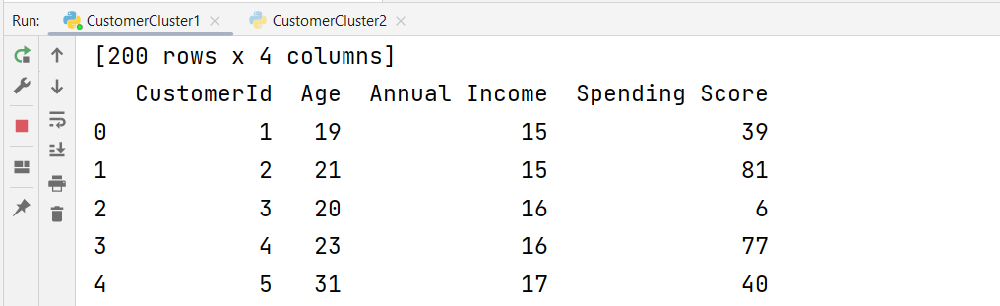 Run: CustomerCluster1 CustomerCluster2
[200 rows x 4 columns]
CustomerId Age Annual Income Spending Score
0 1 19 15 39
1 2 21 15 81
2 3 20 16 6
3 4 23 16 77
4 5 31 17 40